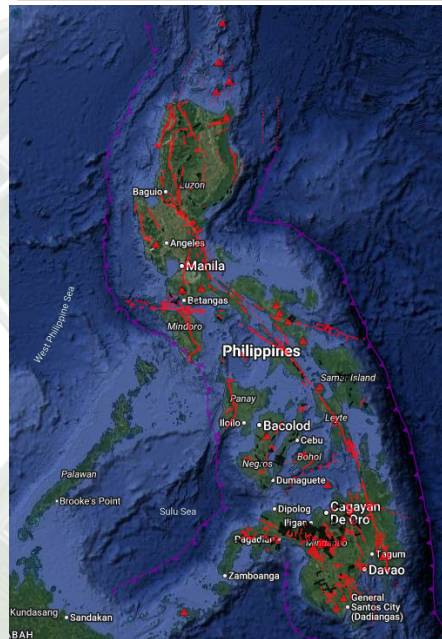 Luzon
Baguio
Angeles
Manila
Batangas
West Philippine Sea
Mindoro
Philippines
Samar Island
Panay
Leyte
Iloilo
Bacolod
Cebu
Bohol
Negros
Palawan
Dumaguete
Brooke's Point
Dipolog
Cagayan
De Oro
Sulu Sea
Iligan
Pagadian
Mindanao
Tagum
Davao
Zamboanga
General
Santos City
(Dadiangas)
Kundasang
Sandakan
ABAH